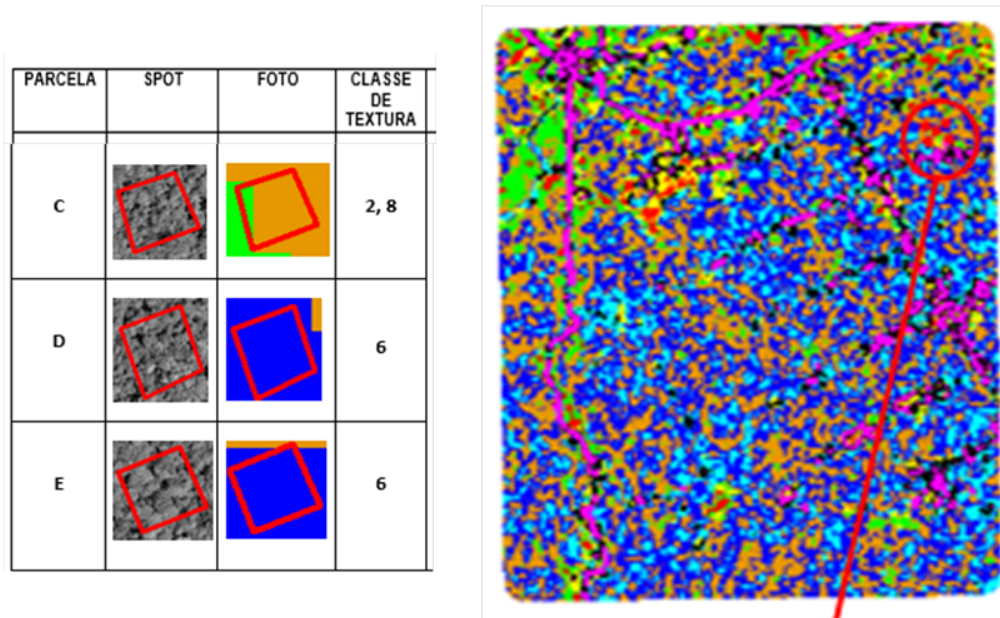 PARCELA SPOT FOTO CLASSE
DE
TEXTURA
C 2, 8
D 6
E 6